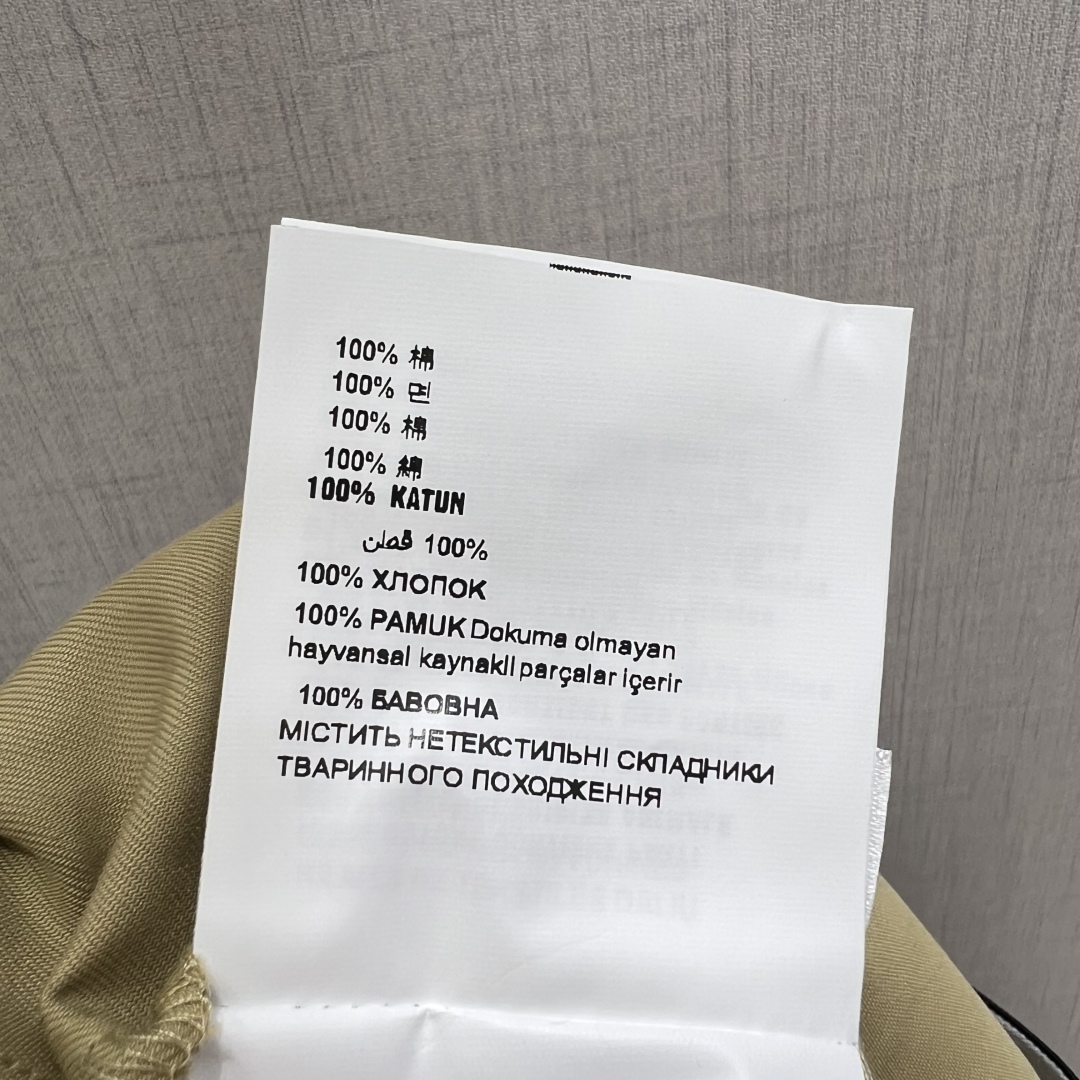 100% 棉
100% 면
100% 棉
100% 綿
100% KATUN
100% قطن
100% ХЛОПОК
100% PAMUK Dokuma olmayan
hayvansal kaynakli parçalar içerir
100% БАВОВНА
МІСТИТЬ НЕТЕКСТИЛЬНІ СКЛАДНИКИ
ТВАРИННОГО ПОХОДЖЕННЯ